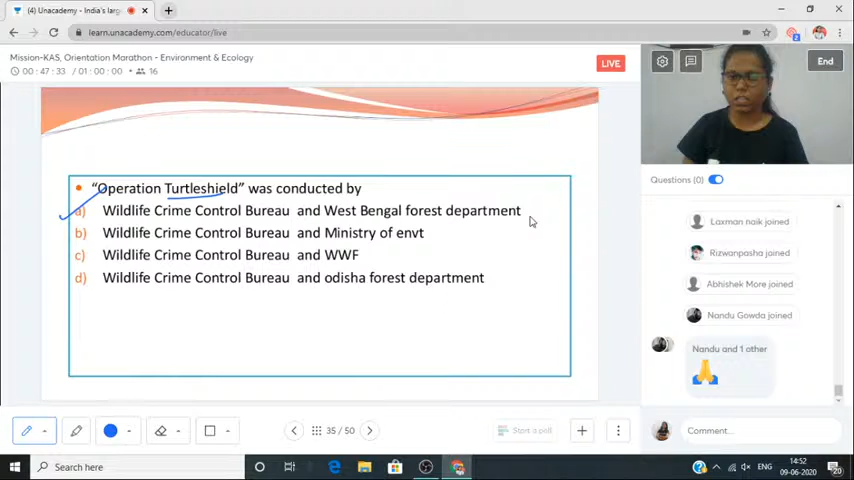 (4) Unacademy - India's larg
learn.unacademy.com/educator/live
Mission-KAS, Orientation Marathon - Environment & Ecology
00 : 47 : 33 / 01 : 00 : 00 • 16
LIVE
End
• "Operation Turtleshield" was conducted by
a) Wildlife Crime Control Bureau and West Bengal forest department
b) Wildlife Crime Control Bureau and Ministry of envt
c) Wildlife Crime Control Bureau and WWF
d) Wildlife Crime Control Bureau and odisha forest department
Questions (0)
Laxman naik joined
Rizwanpasha joined
Abhishek More joined
Nandu Gowda joined
Nandu and 1 other
35 / 50
Start a poll
Comment...
Search here
ENG
14:52
09-06-2020
20